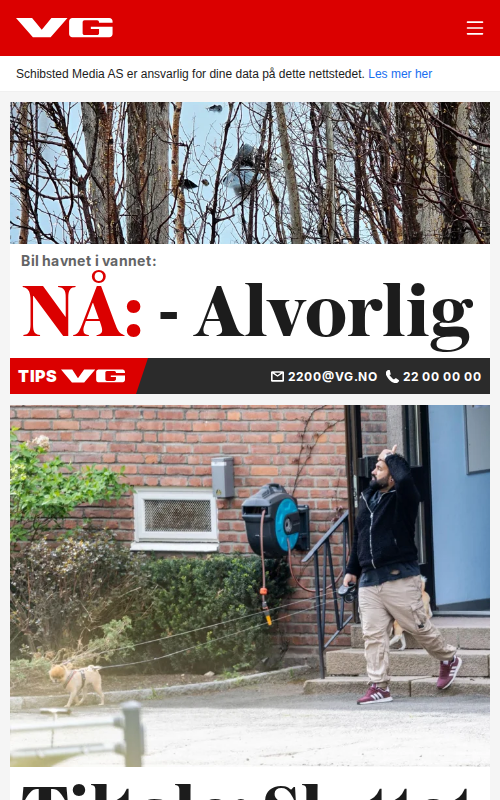 VG
Schibsted Media AS er ansvarlig for dine data på dette nettstedet. Les mer her
Bil havnet i vannet:
NÅ: - Alvorlig
TIPS VG 2200@VG.NO 22 00 00 00